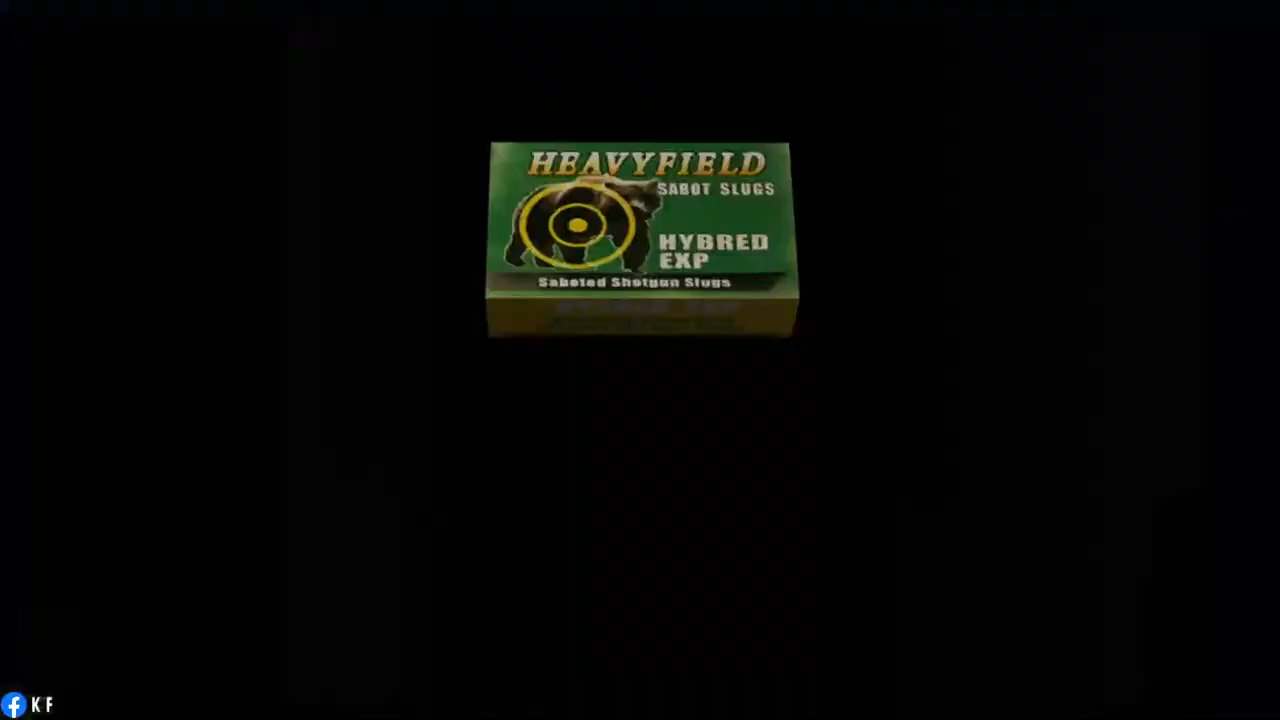 HEAVYFIELD
SABOT SLUGS
HYBRED
EXP
Saboted Shotgun Slugs
KF